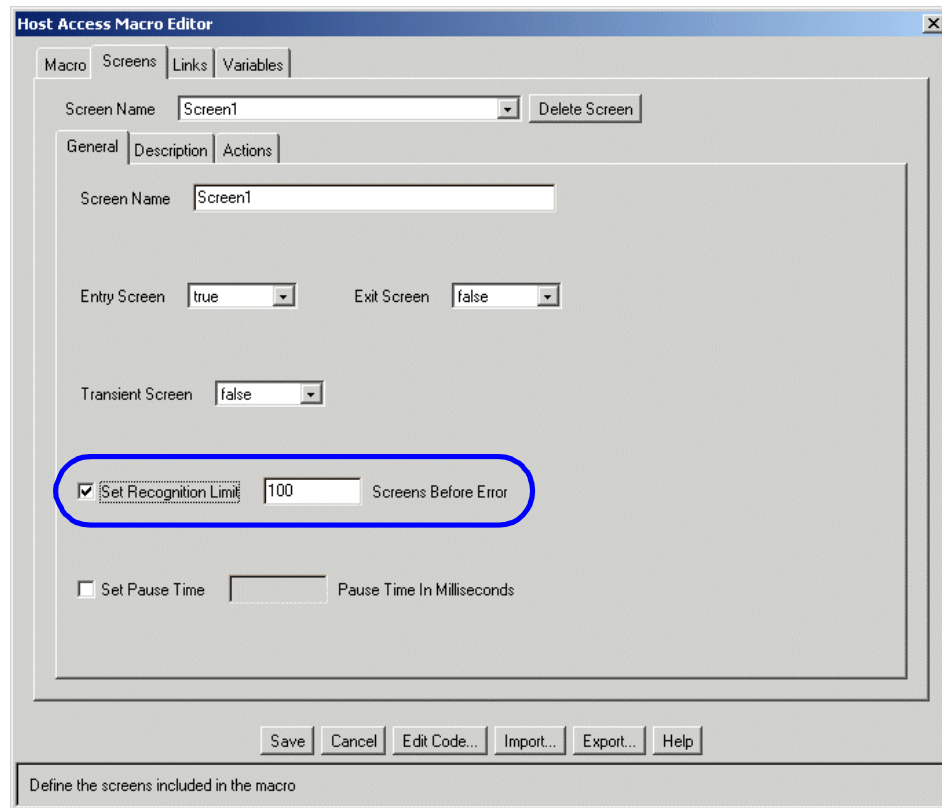 Host Access Macro Editor
Macro Screens Links Variables
Screen Name Screen1 Delete Screen
General Description Actions
Screen Name Screen1
Entry Screen true Exit Screen false
Transient Screen false
Set Recognition Limit 100 Screens Before Error
Set Pause Time Pause Time In Milliseconds
Save Cancel Edit Code... Import... Export... Help
Define the screens included in the macro